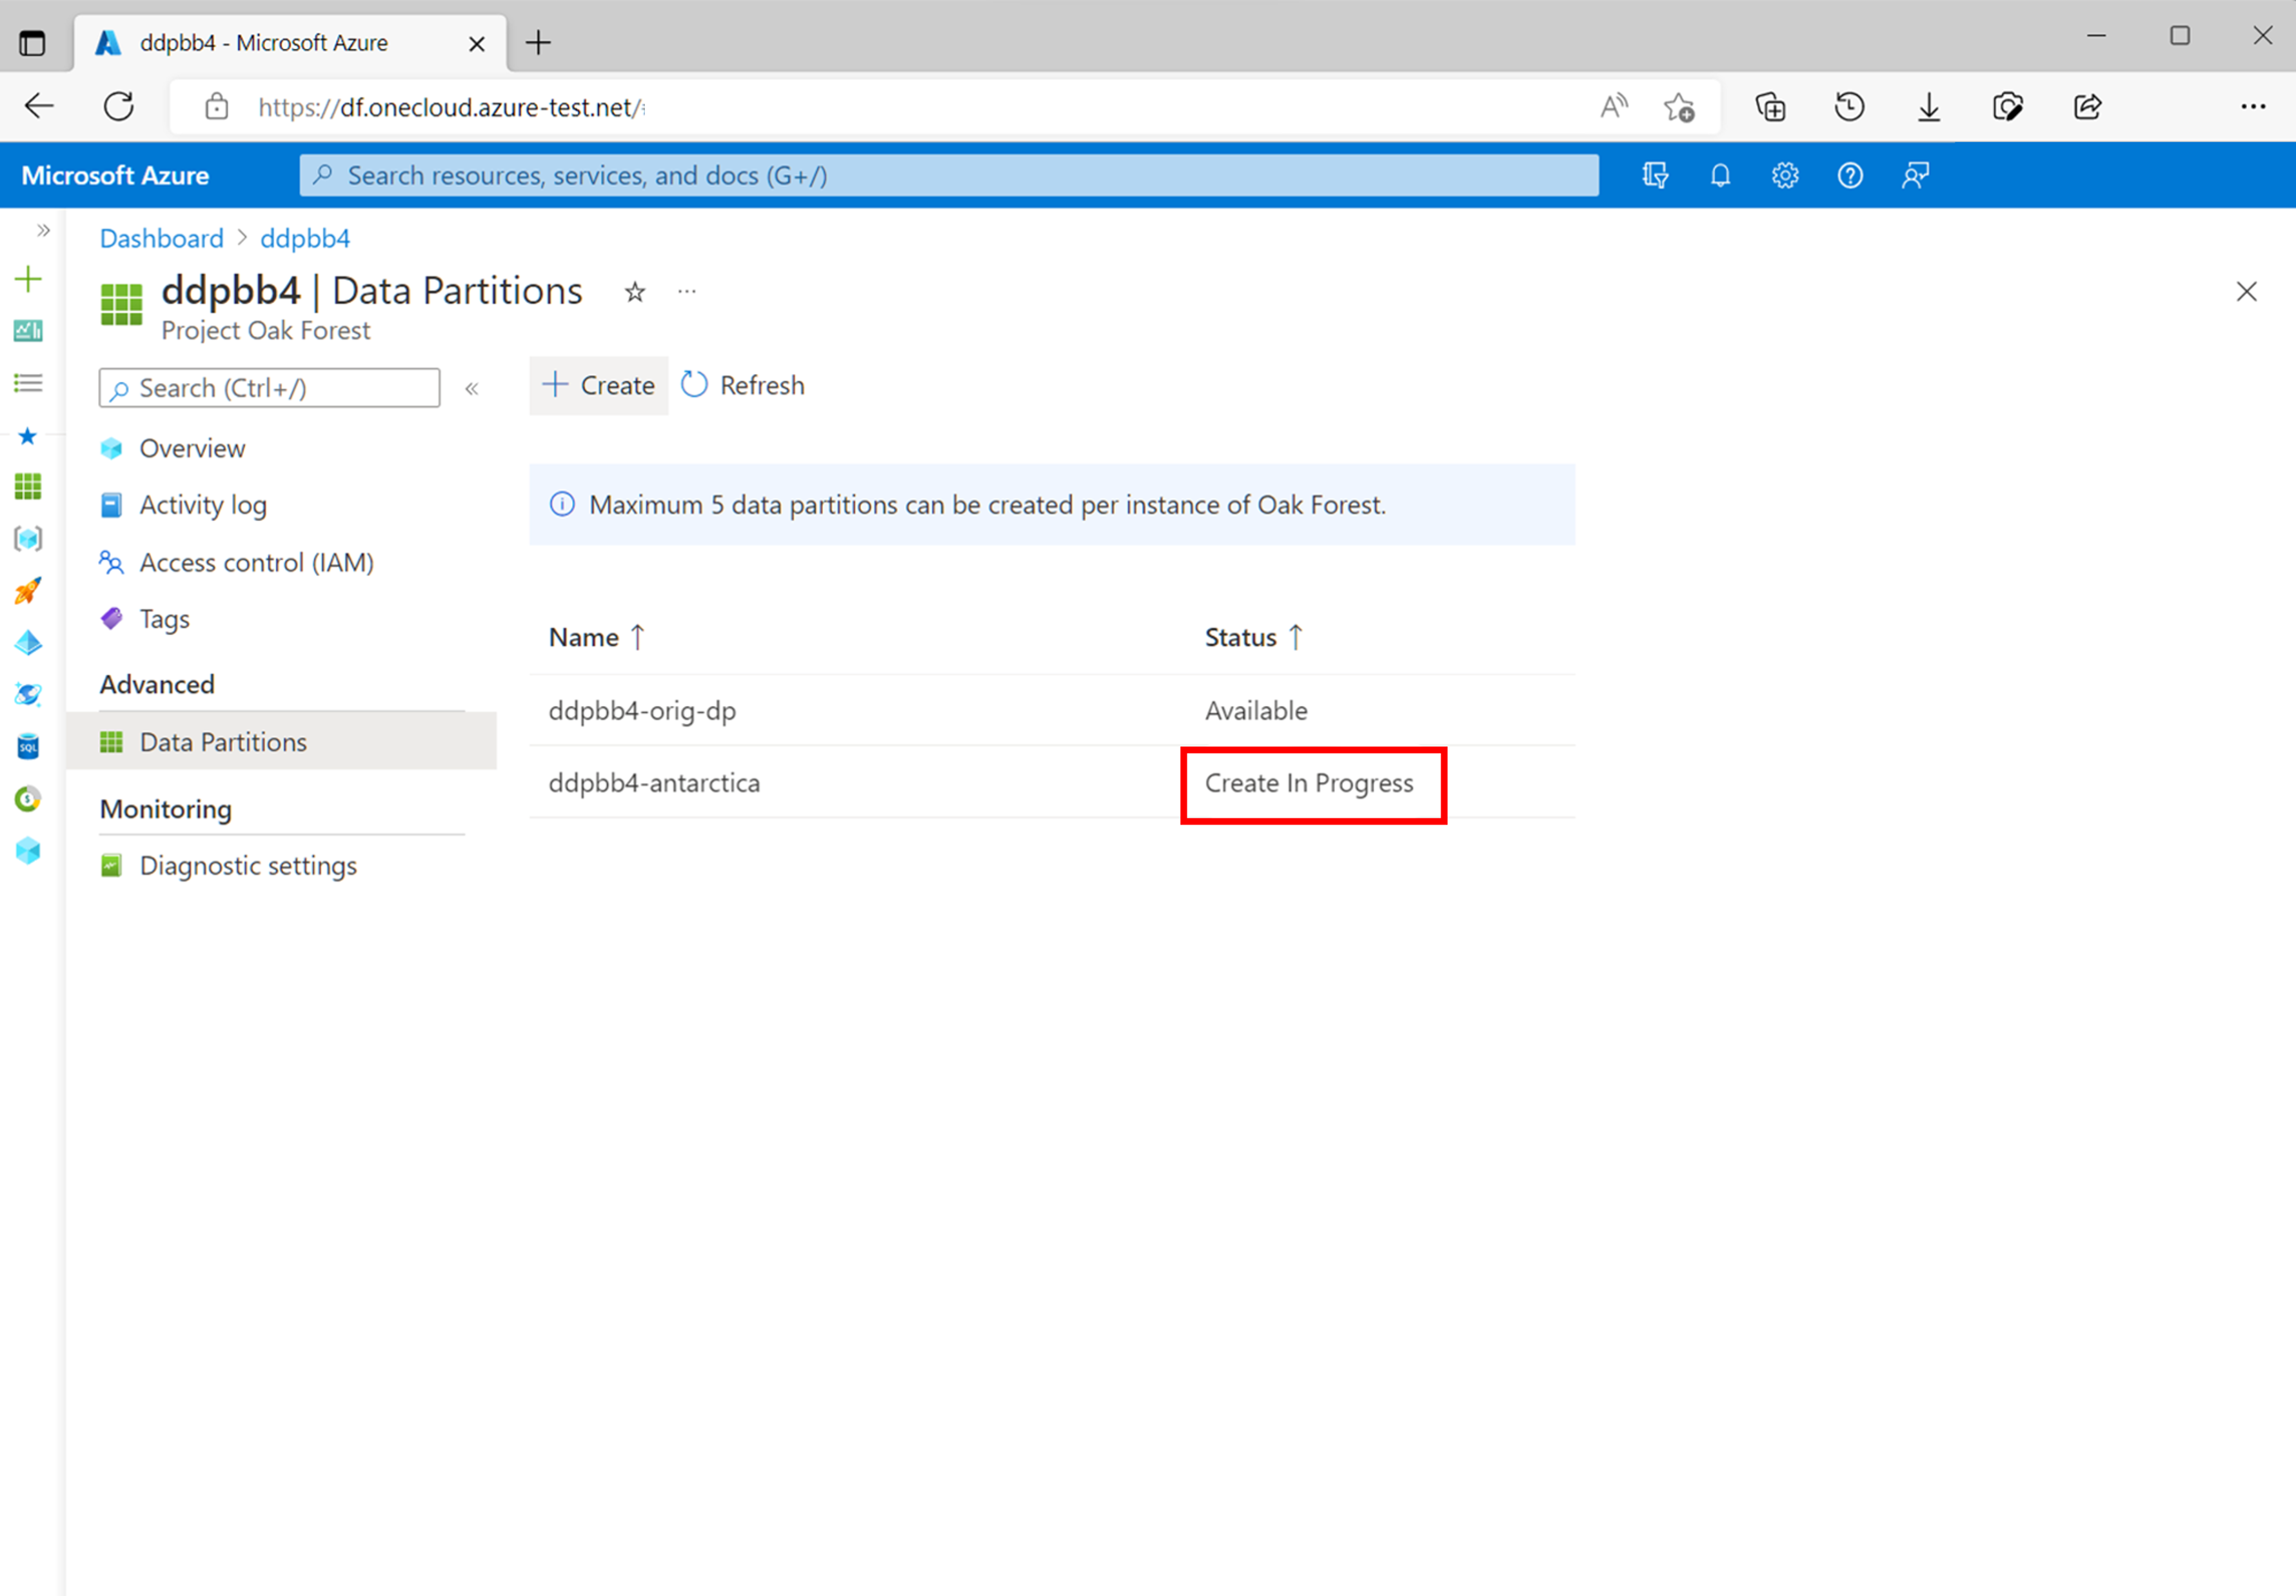 ddpbb4 - Microsoft Azure
https://df.onecloud.azure-test.net/
Microsoft Azure
Search resources, services, and docs (G+/)
Dashboard > ddpbb4
ddpbb4 | Data Partitions
Project Oak Forest
Search (Ctrl+/)
Overview
Activity log
Access control (IAM)
Tags
Advanced
Data Partitions
Monitoring
Diagnostic settings
Create Refresh
Maximum 5 data partitions can be created per instance of Oak Forest.
Name ↑ Status ↑
ddpbb4-orig-dp Available
ddpbb4-antarctica Create In Progress
SQL